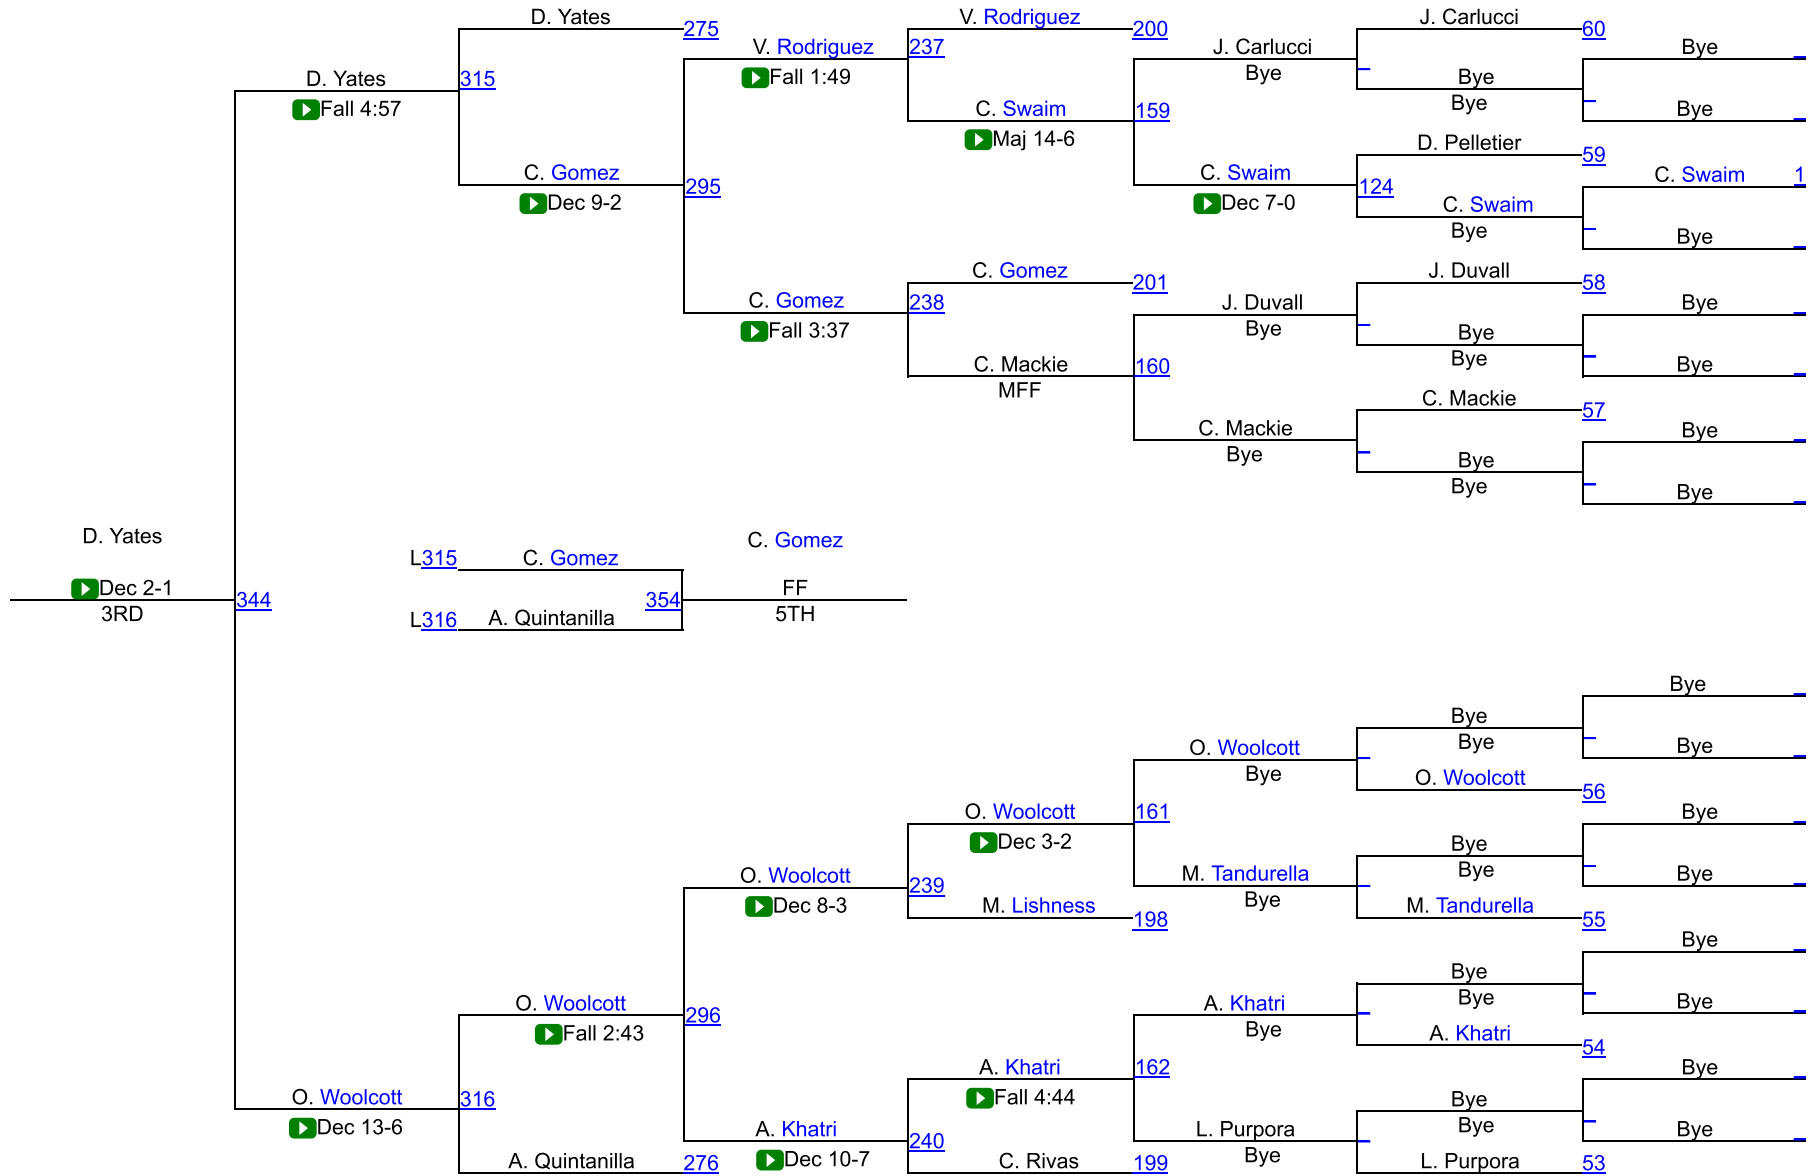 D. Yates
275
V. Rodriguez
200
J. Carlucci
60
V. Rodriguez
237
J. Carlucci
Bye
Bye
Fall 1:49
Bye
D. Yates
315
Bye
Fall 4:57
C. Swaim
159
Bye
Maj 14-6
D. Pelletier
59
C. Gomez
295
C. Swaim
124
C. Swaim
1
Dec 9-2
Dec 7-0
C. Swaim
Bye
Bye
C. Gomez
201
J. Duvall
58
C. Gomez
238
J. Duvall
Bye
Fall 3:37
Bye
Bye
Bye
C. Mackie
160
Bye
MFF
C. Mackie
57
C. Mackie
Bye
Bye
Bye
Bye
Bye
D. Yates
C. Gomez
L315
C. Gomez
Dec 2-1
344
354
FF
3RD
L316
A. Quintanilla
5TH
Bye
Bye
O. Woolcott
Bye
Bye
Bye
O. Woolcott
56
O. Woolcott
161
Bye
Dec 3-2
Bye
O. Woolcott
239
M. Tandurella
Bye
Bye
Dec 8-3
Bye
M. Lishness
198
M. Tandurella
55
Bye
Bye
O. Woolcott
296
A. Khatri
Bye
Bye
Fall 2:43
Bye
A. Khatri
54
A. Khatri
162
Bye
O. Woolcott
316
Fall 4:44
Bye
Dec 13-6
A. Khatri
240
L. Purpora
Bye
Bye
A. Quintanilla
276
Dec 10-7
C. Rivas
199
Bye
L. Purpora
53